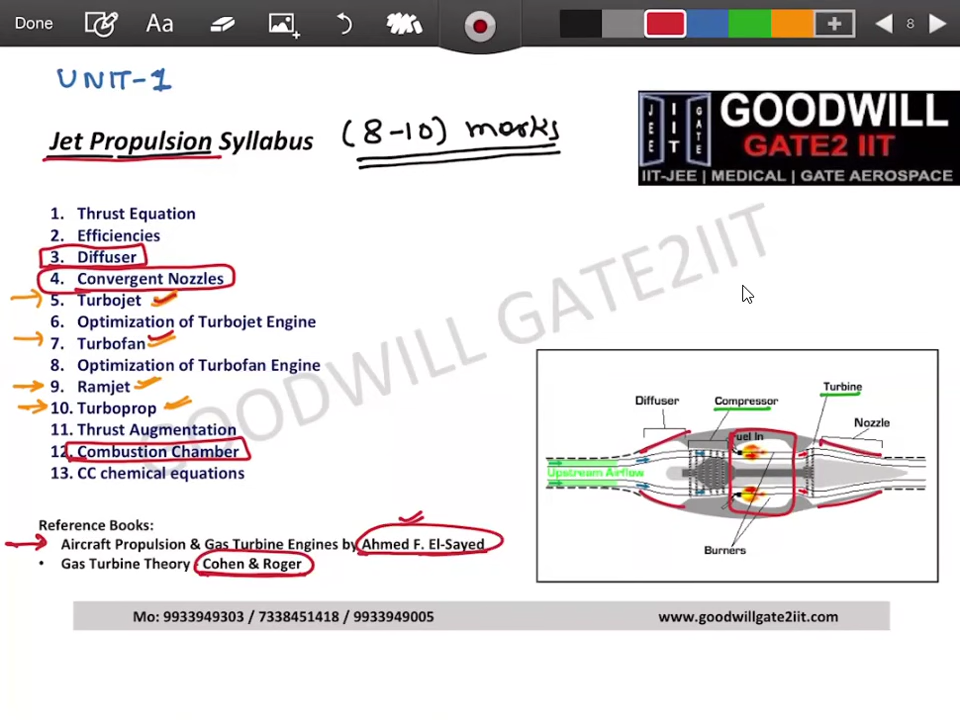 Done
Aa
8
UNIT-1
Jet Propulsion Syllabus (8-10) marks
JEE IIT GATE
GOODWILL
GATE2 IIT
IIT-JEE | MEDICAL | GATE AEROSPACE
GOODWILL GATE2IIT
1. Thrust Equation
2. Efficiencies
3. Diffuser
4. Convergent Nozzles
5. Turbojet
6. Optimization of Turbojet Engine
7. Turbofan
8. Optimization of Turbofan Engine
9. Ramjet
10. Turboprop
11. Thrust Augmentation
12. Combustion Chamber
13. CC chemical equations
Diffuser
Compressor
Turbine
Nozzle
uel In
Upstream Airflow
Burners
Reference Books:
Aircraft Propulsion & Gas Turbine Engines by Ahmed F. El-Sayed
• Gas Turbine Theory - Cohen & Roger
Mo: 9933949303 / 7338451418 / 9933949005
www.goodwillgate2iit.com